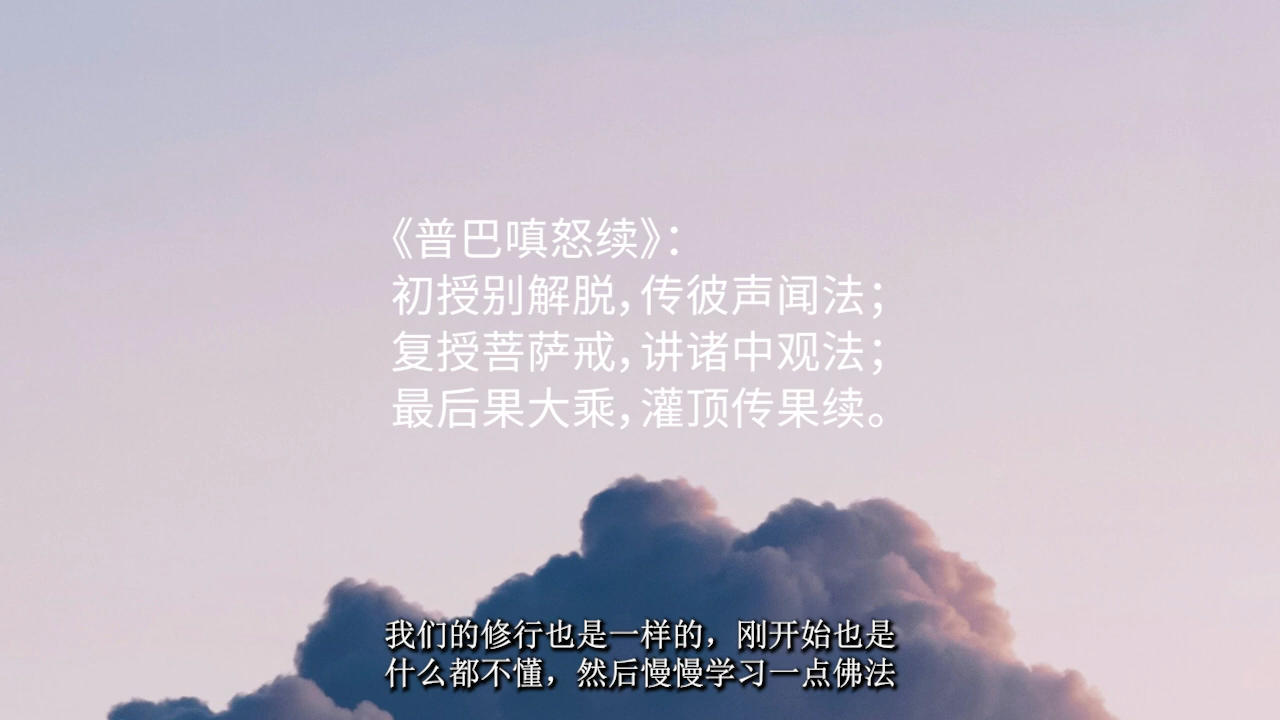 《普巴嗔怒续》：
初授别解脱，传彼声闻法；
复授菩萨戒，讲诸中观法；
最后果大乘，灌顶传果续。
我们的修行也是一样的，刚开始也是
什么都不懂，然后慢慢学习一点佛法